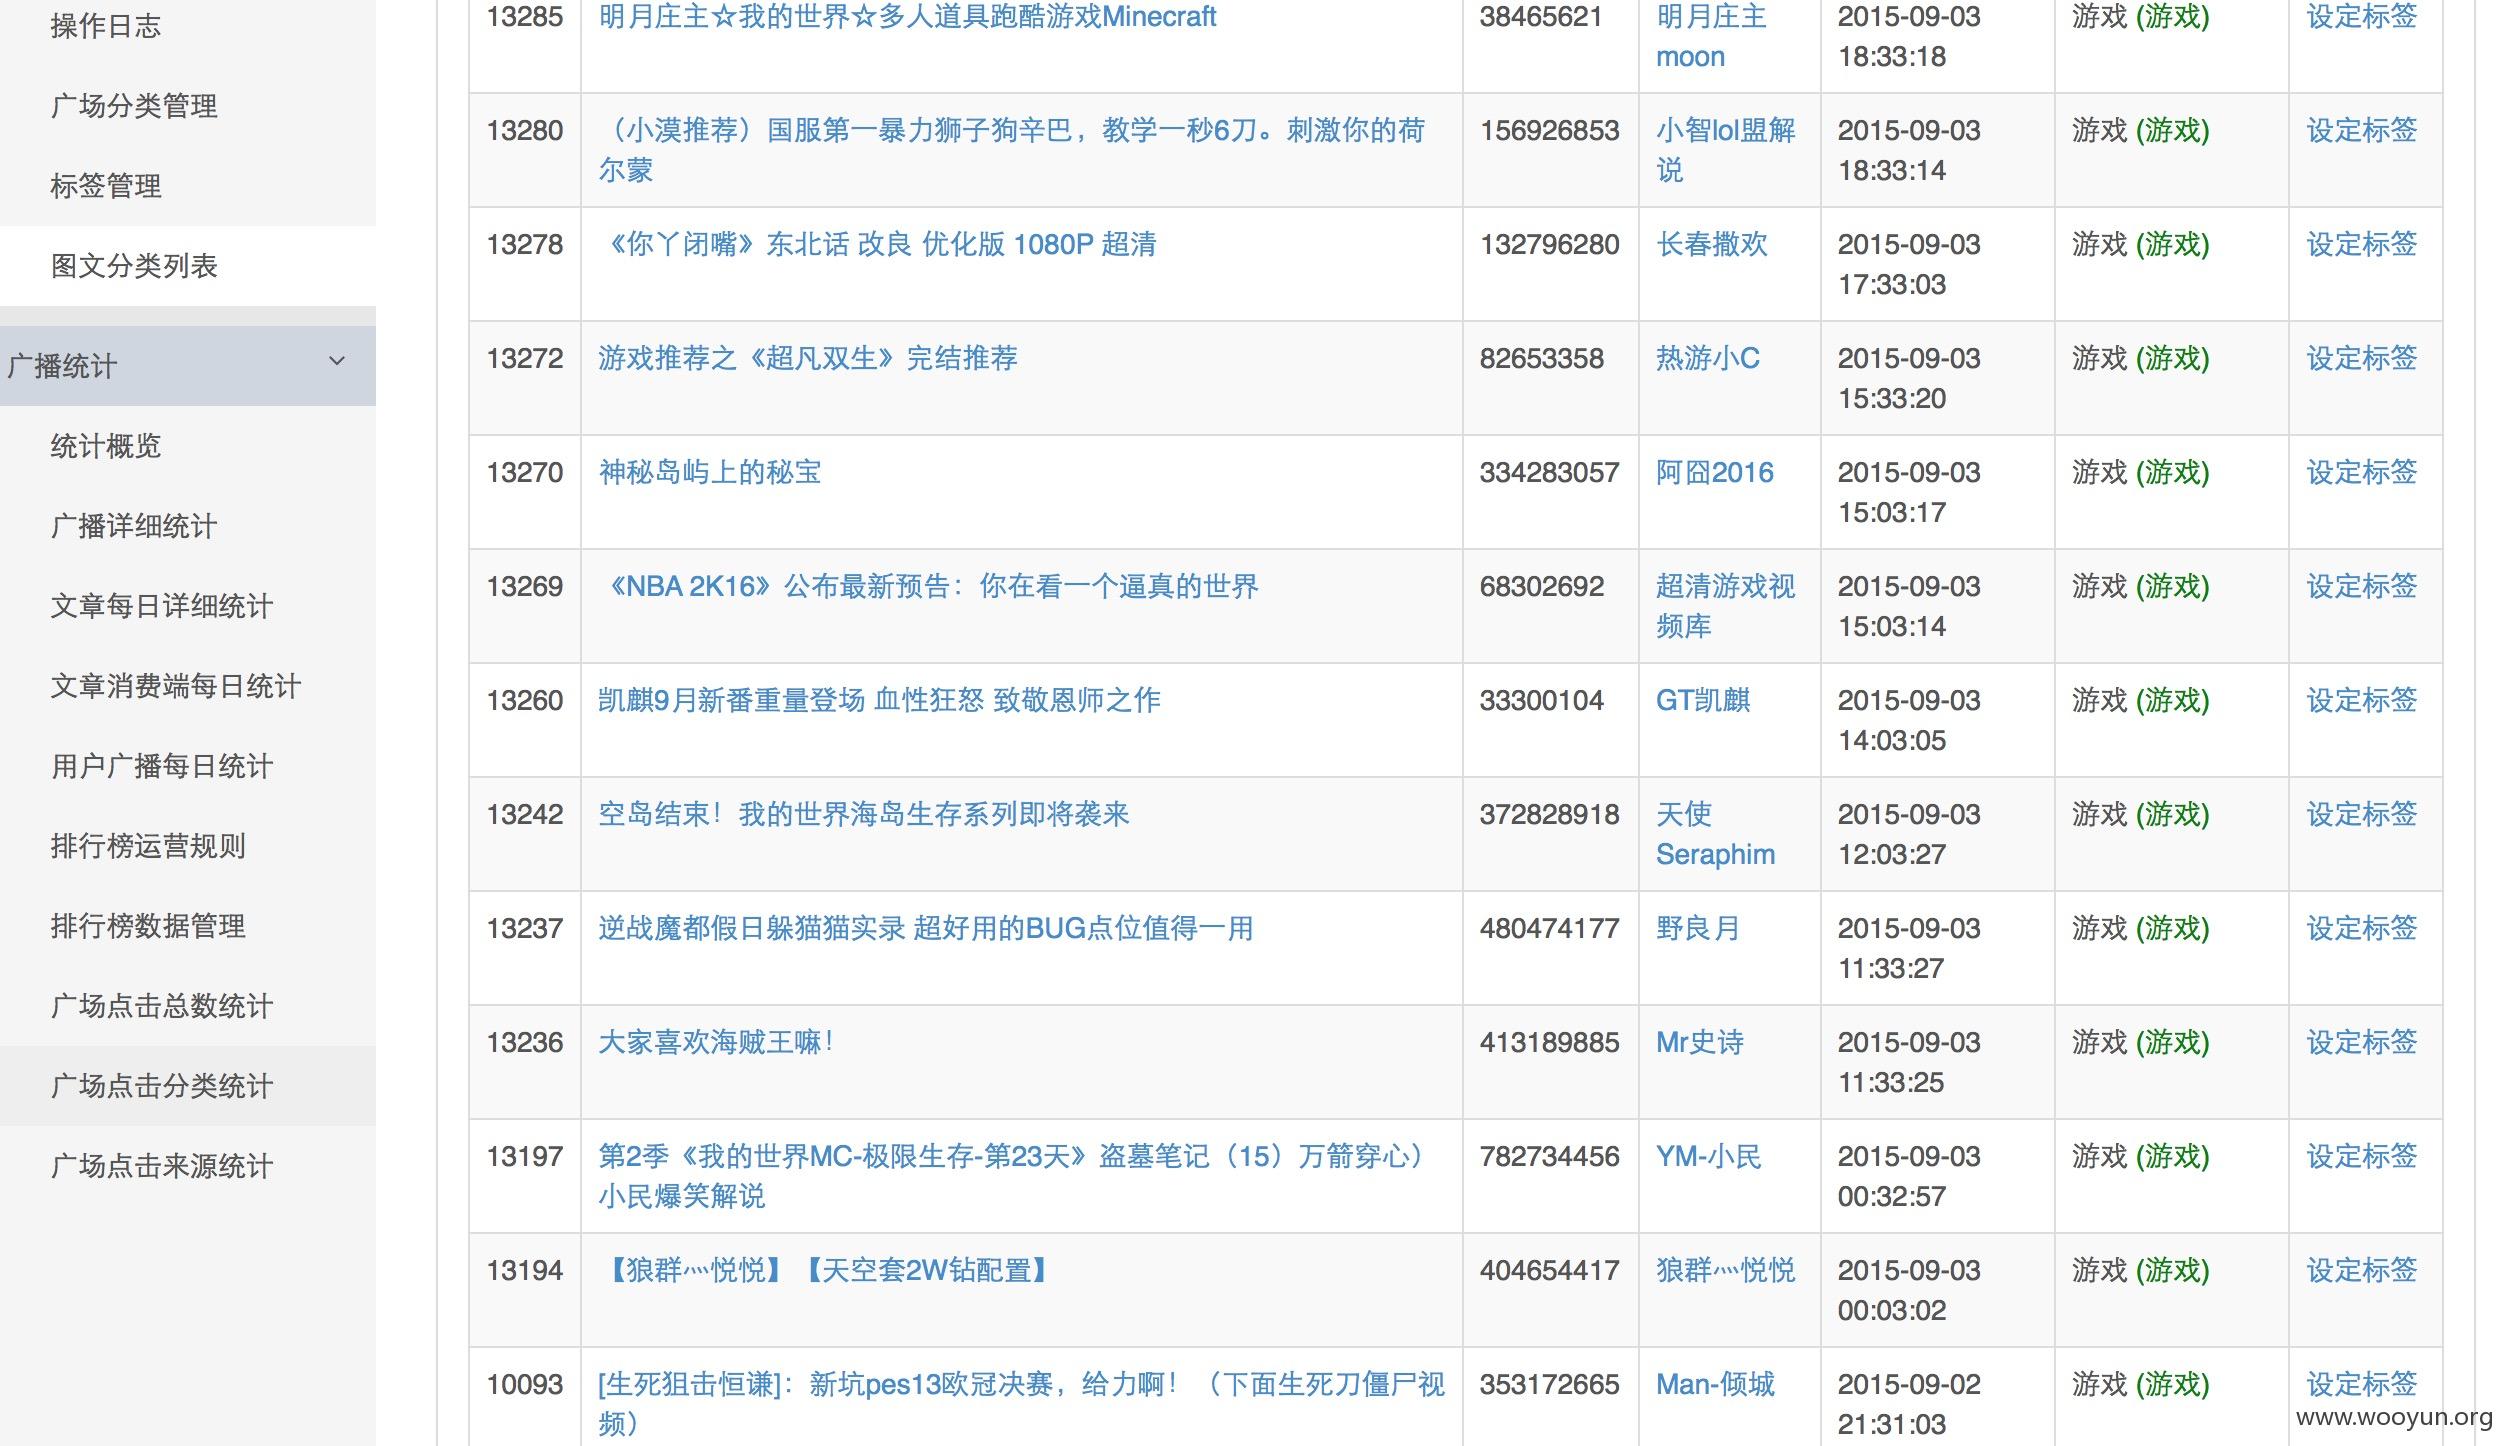 操作日志
广场分类管理
标签管理
图文分类列表
广播统计
统计概览
广播详细统计
文章每日详细统计
文章消费端每日统计
用户广播每日统计
排行榜运营规则
排行榜数据管理
广场点击总数统计
广场点击分类统计
广场点击来源统计
13285 明月庄主☆我的世界☆多人道具跑酷游戏Minecraft 38465621 明月庄主 2015-09-03 游戏 (游戏) 设定标签
moon 18:33:18
13280 （小漠推荐）国服第一暴力狮子狗辛巴，教学一秒6刀。刺激你的荷 156926853 小智lol盟解 2015-09-03 游戏 (游戏) 设定标签
尔蒙 说 18:33:14
13278 《你丫闭嘴》东北话 改良 优化版 1080P 超清 132796280 长春撒欢 2015-09-03 游戏 (游戏) 设定标签
17:33:03
13272 游戏推荐之《超凡双生》完结推荐 82653358 热游小C 2015-09-03 游戏 (游戏) 设定标签
15:33:20
13270 神秘岛屿上的秘宝 334283057 阿囧2016 2015-09-03 游戏 (游戏) 设定标签
15:03:17
13269 《NBA 2K16》公布最新预告：你在看一个逼真的世界 68302692 超清游戏视 2015-09-03 游戏 (游戏) 设定标签
频库 15:03:14
13260 凯麒9月新番重量登场 血性狂怒 致敬恩师之作 33300104 GT凯麒 2015-09-03 游戏 (游戏) 设定标签
14:03:05
13242 空岛结束！我的世界海岛生存系列即将袭来 372828918 天使 2015-09-03 游戏 (游戏) 设定标签
Seraphim 12:03:27
13237 逆战魔都假日躲猫猫实录 超好用的BUG点位值得一用 480474177 野良月 2015-09-03 游戏 (游戏) 设定标签
11:33:27
13236 大家喜欢海贼王嘛！ 413189885 Mr史诗 2015-09-03 游戏 (游戏) 设定标签
11:33:25
13197 第2季《我的世界MC-极限生存-第23天》盗墓笔记（15）万箭穿心） 782734456 YM-小民 2015-09-03 游戏 (游戏) 设定标签
小民爆笑解说 00:32:57
13194 【狼群灬悦悦】【天空套2W钻配置】 404654417 狼群灬悦悦 2015-09-03 游戏 (游戏) 设定标签
00:03:02
10093 [生死狙击恒谦]：新坑pes13欧冠决赛，给力啊！（下面生死刀僵尸视 353172665 Man-倾城 2015-09-02 游戏 (游戏) 设定标签
频） 21:31:03
www.wooyun.org